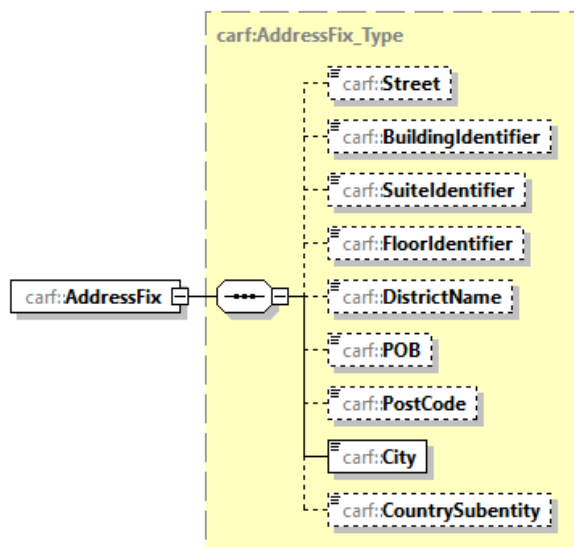 carf:AddressFix_Type
carf::Street
carf::BuildingIdentifier
carf::SuiteIdentifier
carf::FloorIdentifier
carf::AddressFix
carf::DistrictName
carf::POB
carf::PostCode
carf::City
carf::CountrySubentity